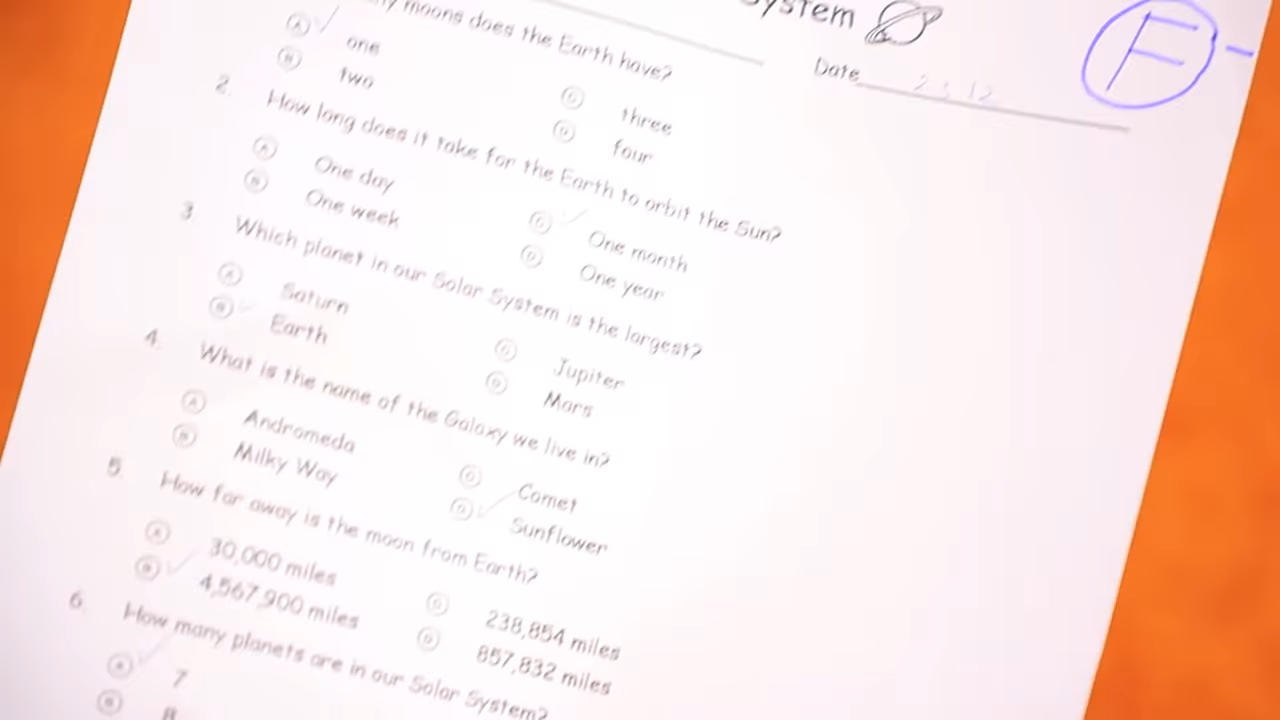 ystem
F-
Date 2 : 12
y moons does the Earth have?
A one
B two
C three
D four
2. How long does it take for the Earth to orbit the Sun?
A One day
B One week
C One month
D One year
3. Which planet in our Solar System is the largest?
A Saturn
B Earth
C Jupiter
D Mars
4. What is the name of the Galaxy we live in?
A Andromeda
B Milky Way
C Comet
D Sunflower
5. How far away is the moon from Earth?
A 30,000 miles
B 4,567,900 miles
C 238,854 miles
D 857,832 miles
6. How many planets are in our Solar System?
A 7
B 8